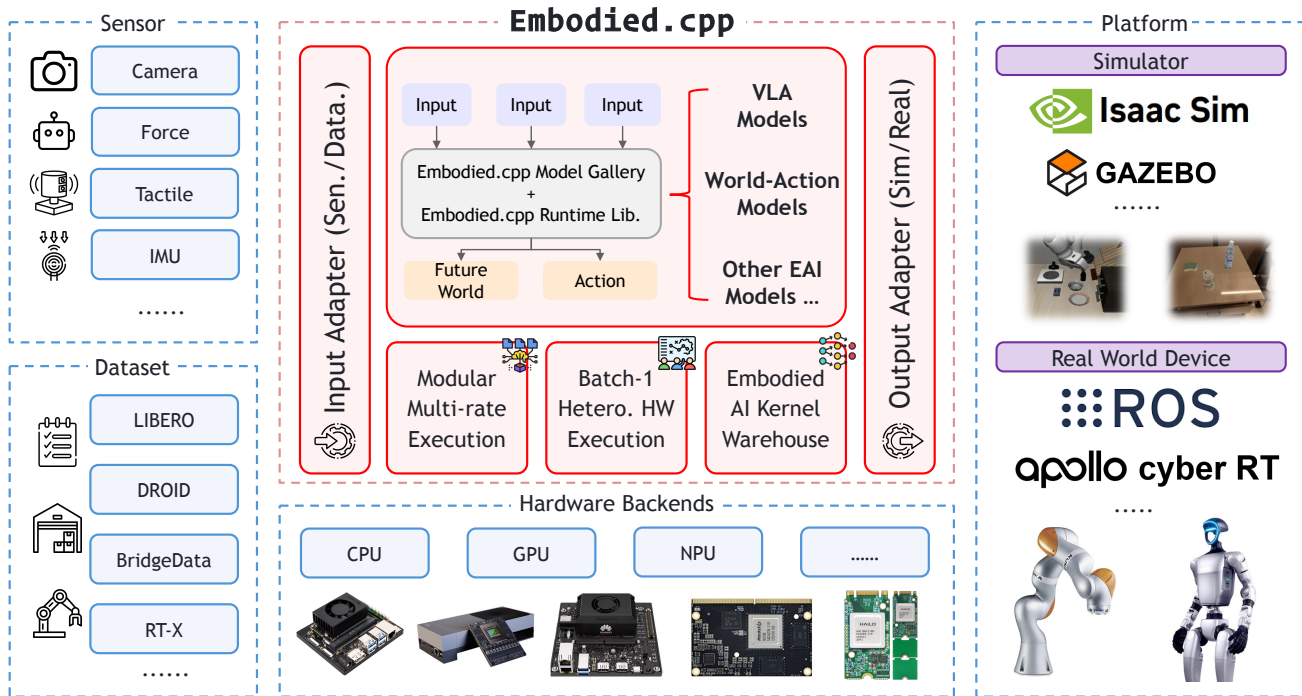 Sensor
Camera
Force
Tactile
IMU
......
Dataset
LIBERO
DROID
BridgeData
RT-X
......
Embodied.cpp
Input Adapter (Sen./Data.)
Input
Input
Input
Embodied.cpp Model Gallery
+
Embodied.cpp Runtime Lib.
Future
World
Action
VLA
Models
World-Action
Models
Other EAI
Models ...
Modular
Multi-rate
Execution
Batch-1
Hetero. HW
Execution
Embodied
AI Kernel
Warehouse
Output Adapter (Sim/Real)
Hardware Backends
CPU
GPU
NPU
......
HAILO
Platform
Simulator
Isaac Sim
GAZEBO
......
Real World Device
ROS
apollo cyber RT
.....